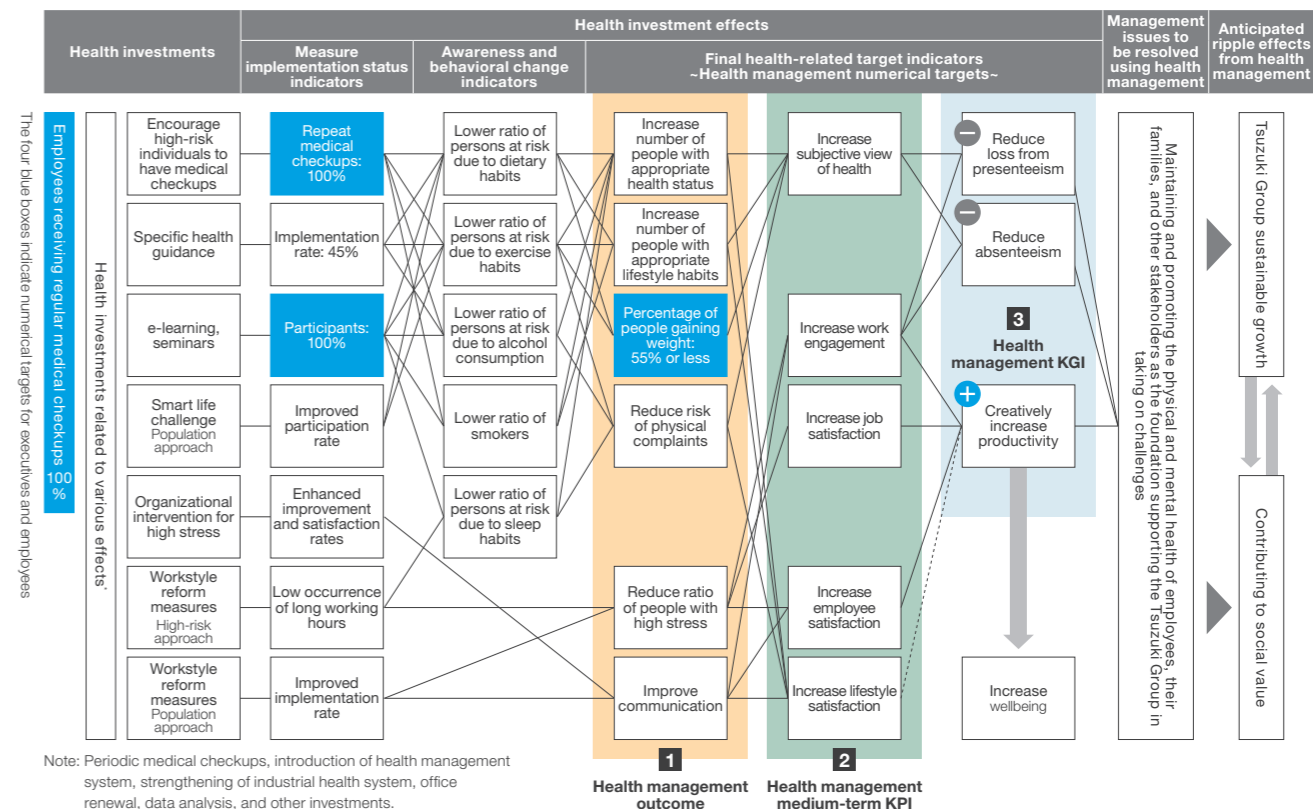 Health investments
Health investment effects
Management
issues to
be resolved
using health
management
Anticipated
ripple effects
from health
management
Measure
implementation status
indicators
Awareness and
behavioral change
indicators
Final health-related target indicators
~Health management numerical targets~
The four blue boxes indicate numerical targets for executives and employees
Employees receiving regular medical checkups 100
%
Health investments related to various effects*
Encourage
high-risk
individuals to
have medical
checkups
Specific health
guidance
e-learning,
seminars
Smart life
challenge
Population
approach
Organizational
intervention for
high stress
Workstyle
reform
measures
High-risk
approach
Workstyle
reform
measures
Population
approach
Repeat
medical
checkups:
100%
Implementation
rate: 45%
Participants:
100%
Improved
participation
rate
Enhanced
improvement
and satisfaction
rates
Low occurrence
of long working
hours
Improved
implementation
rate
Lower ratio of
persons at risk
due to dietary
habits
Lower ratio of
persons at risk
due to exercise
habits
Lower ratio of
persons at risk
due to alcohol
consumption
Lower ratio of
smokers
Lower ratio of
persons at risk
due to sleep
habits
Increase
number of
people with
appropriate
health status
Increase
number of
people with
appropriate
lifestyle habits
Percentage of
people gaining
weight:
55% or less
Reduce risk
of physical
complaints
Reduce ratio
of people with
high stress
Improve
communication
1
Health management
outcome
Increase
subjective view
of health
Increase work
engagement
Increase job
satisfaction
Increase
employee
satisfaction
Increase lifestyle
satisfaction
2
Health management
medium-term KPI
−
Reduce
loss from
presenteeism
−
Reduce
absenteeism
3
Health
management KGI
+
Creatively
increase
productivity
Increase
wellbeing
Maintaining and promoting the physical and mental health of employees, their
families, and other stakeholders as the foundation supporting the Tsuzuki Group in
taking on challenges
Tsuzuki Group sustainable growth
Contributing to social value
Note: Periodic medical checkups, introduction of health management
system, strengthening of industrial health system, office
renewal, data analysis, and other investments.